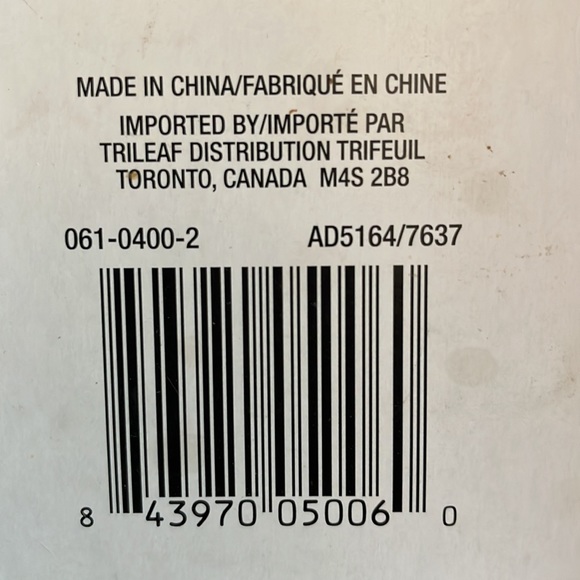 MADE IN CHINA/FABRIQUÉ EN CHINE
IMPORTED BY/IMPORTÉ PAR
TRILEAF DISTRIBUTION TRIFEUIL
TORONTO, CANADA M4S 2B8
061-0400-2 AD5164/7637
8 43970 05006 0